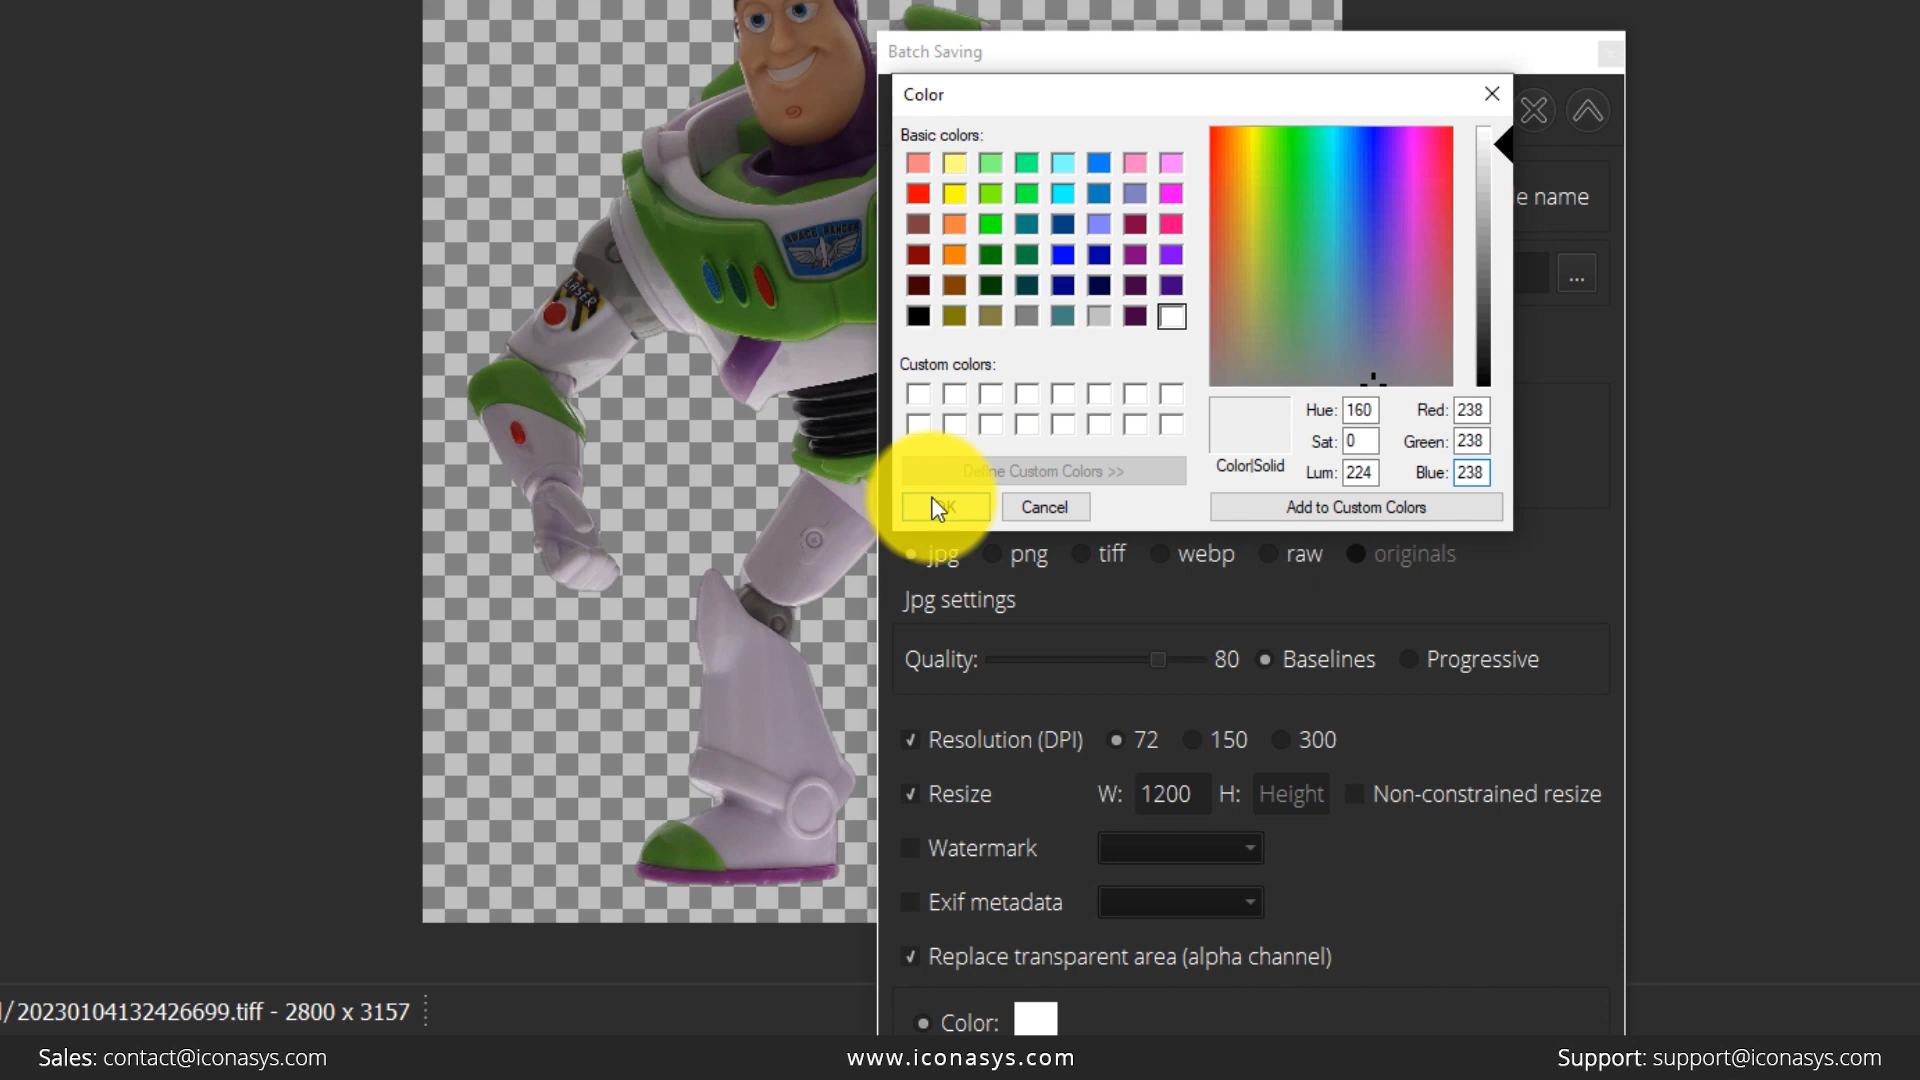 Batch Saving
Color
Basic colors:
e name
...
SPACE RANGER
LASER
Custom colors:
Hue: 160 Red: 238
Sat: 0 Green: 238
Color|Solid Lum: 224 Blue: 238
Define Custom Colors >>
OK Cancel Add to Custom Colors
jpg png tiff webp raw originals
Jpg settings
Quality: 80 Baselines Progressive
Resolution (DPI) 72 150 300
Resize W: 1200 H: Height Non-constrained resize
Watermark
Exif metadata
Replace transparent area (alpha channel)
/20230104132426699.tiff - 2800 x 3157
Color:
Sales: contact@iconasys.com www.iconasys.com Support: support@iconasys.com